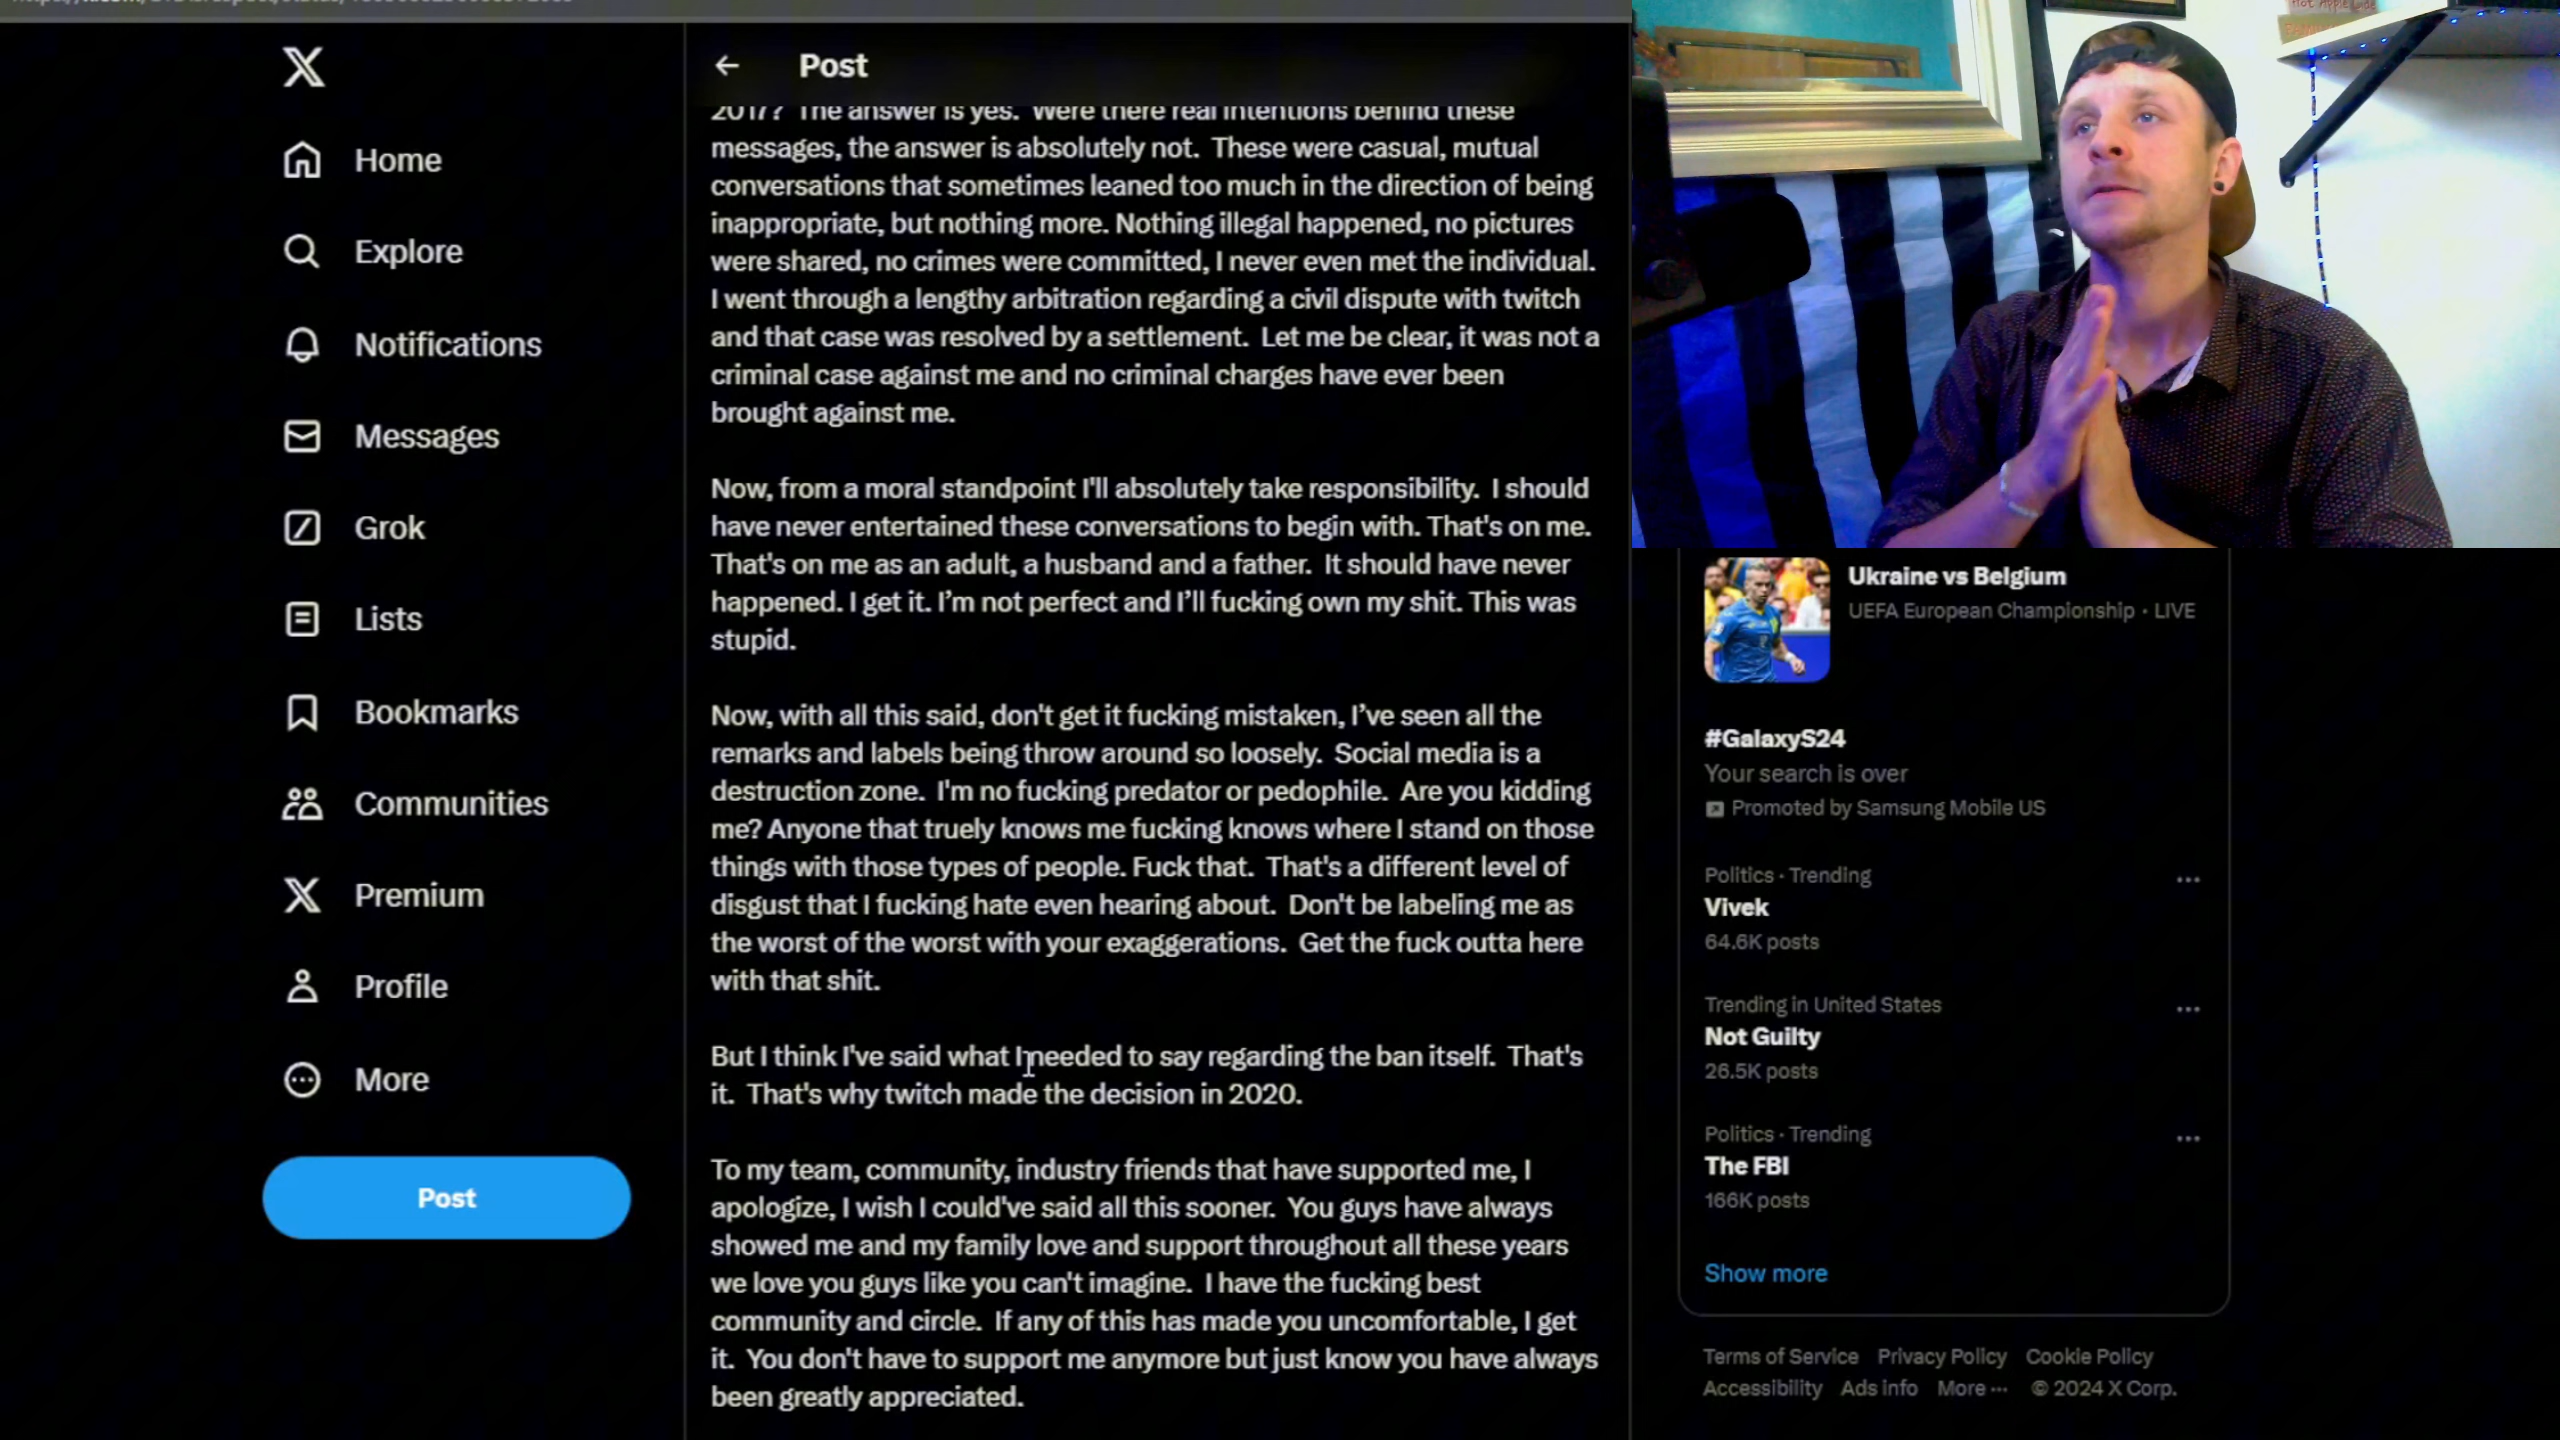 Post
Home
Explore
Notifications
Messages
Grok
Lists
Bookmarks
Communities
Premium
Profile
More
Post
2017? The answer is yes. Were there real intentions behind these
messages, the answer is absolutely not. These were casual, mutual
conversations that sometimes leaned too much in the direction of being
inappropriate, but nothing more. Nothing illegal happened, no pictures
were shared, no crimes were committed, I never even met the individual.
I went through a lengthy arbitration regarding a civil dispute with twitch
and that case was resolved by a settlement. Let me be clear, it was not a
criminal case against me and no criminal charges have ever been
brought against me.
Now, from a moral standpoint I'll absolutely take responsibility. I should
have never entertained these conversations to begin with. That's on me.
That's on me as an adult, a husband and a father. It should have never
happened. I get it. I’m not perfect and I’ll fucking own my shit. This was
stupid.
Now, with all this said, don't get it fucking mistaken, I’ve seen all the
remarks and labels being throw around so loosely. Social media is a
destruction zone. I'm no fucking predator or pedophile. Are you kidding
me? Anyone that truely knows me fucking knows where I stand on those
things with those types of people. Fuck that. That's a different level of
disgust that I fucking hate even hearing about. Don't be labeling me as
the worst of the worst with your exaggerations. Get the fuck outta here
with that shit.
But I think I've said what I needed to say regarding the ban itself. That's
it. That's why twitch made the decision in 2020.
To my team, community, industry friends that have supported me, I
apologize, I wish I could've said all this sooner. You guys have always
showed me and my family love and support throughout all these years
we love you guys like you can't imagine. I have the fucking best
community and circle. If any of this has made you uncomfortable, I get
it. You don't have to support me anymore but just know you have always
been greatly appreciated.
Ukraine vs Belgium
UEFA European Championship · LIVE
#GalaxyS24
Your search is over
Promoted by Samsung Mobile US
Politics · Trending
Vivek
64.6K posts
Trending in United States
Not Guilty
26.5K posts
Politics · Trending
The FBI
166K posts
Show more
Terms of Service Privacy Policy Cookie Policy
Accessibility Ads info More ··· © 2024 X Corp.